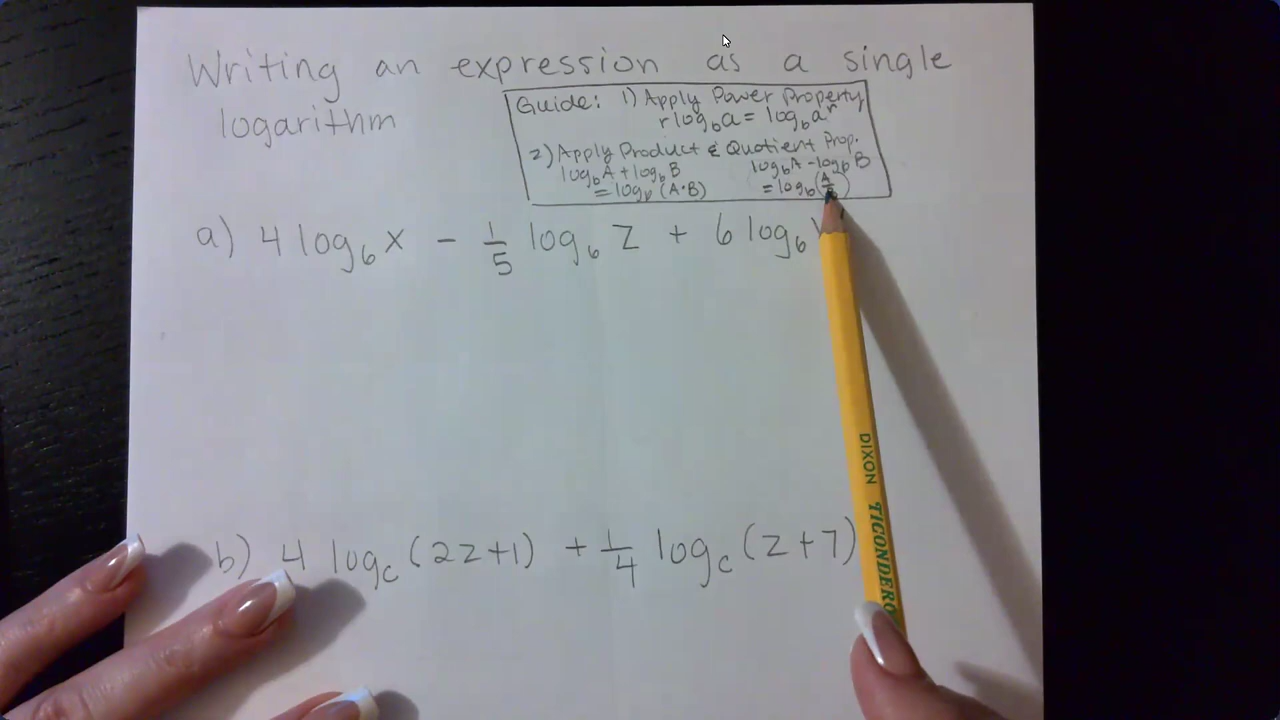 Writing an expression as a single
logarithm
Guide: 1) Apply Power Property
r log_b a = log_b a^r
2) Apply Product & Quotient Prop.
log_b A + log_b B
= log_b (A·B)
log_b A - log_b B
= log_b (A/B)
a) 4 log_6 x - 1/5 log_6 z + 6 log_6
b) 4 log_c (2z+1) + 1/4 log_c (z+7)
DIXON TICONDERO